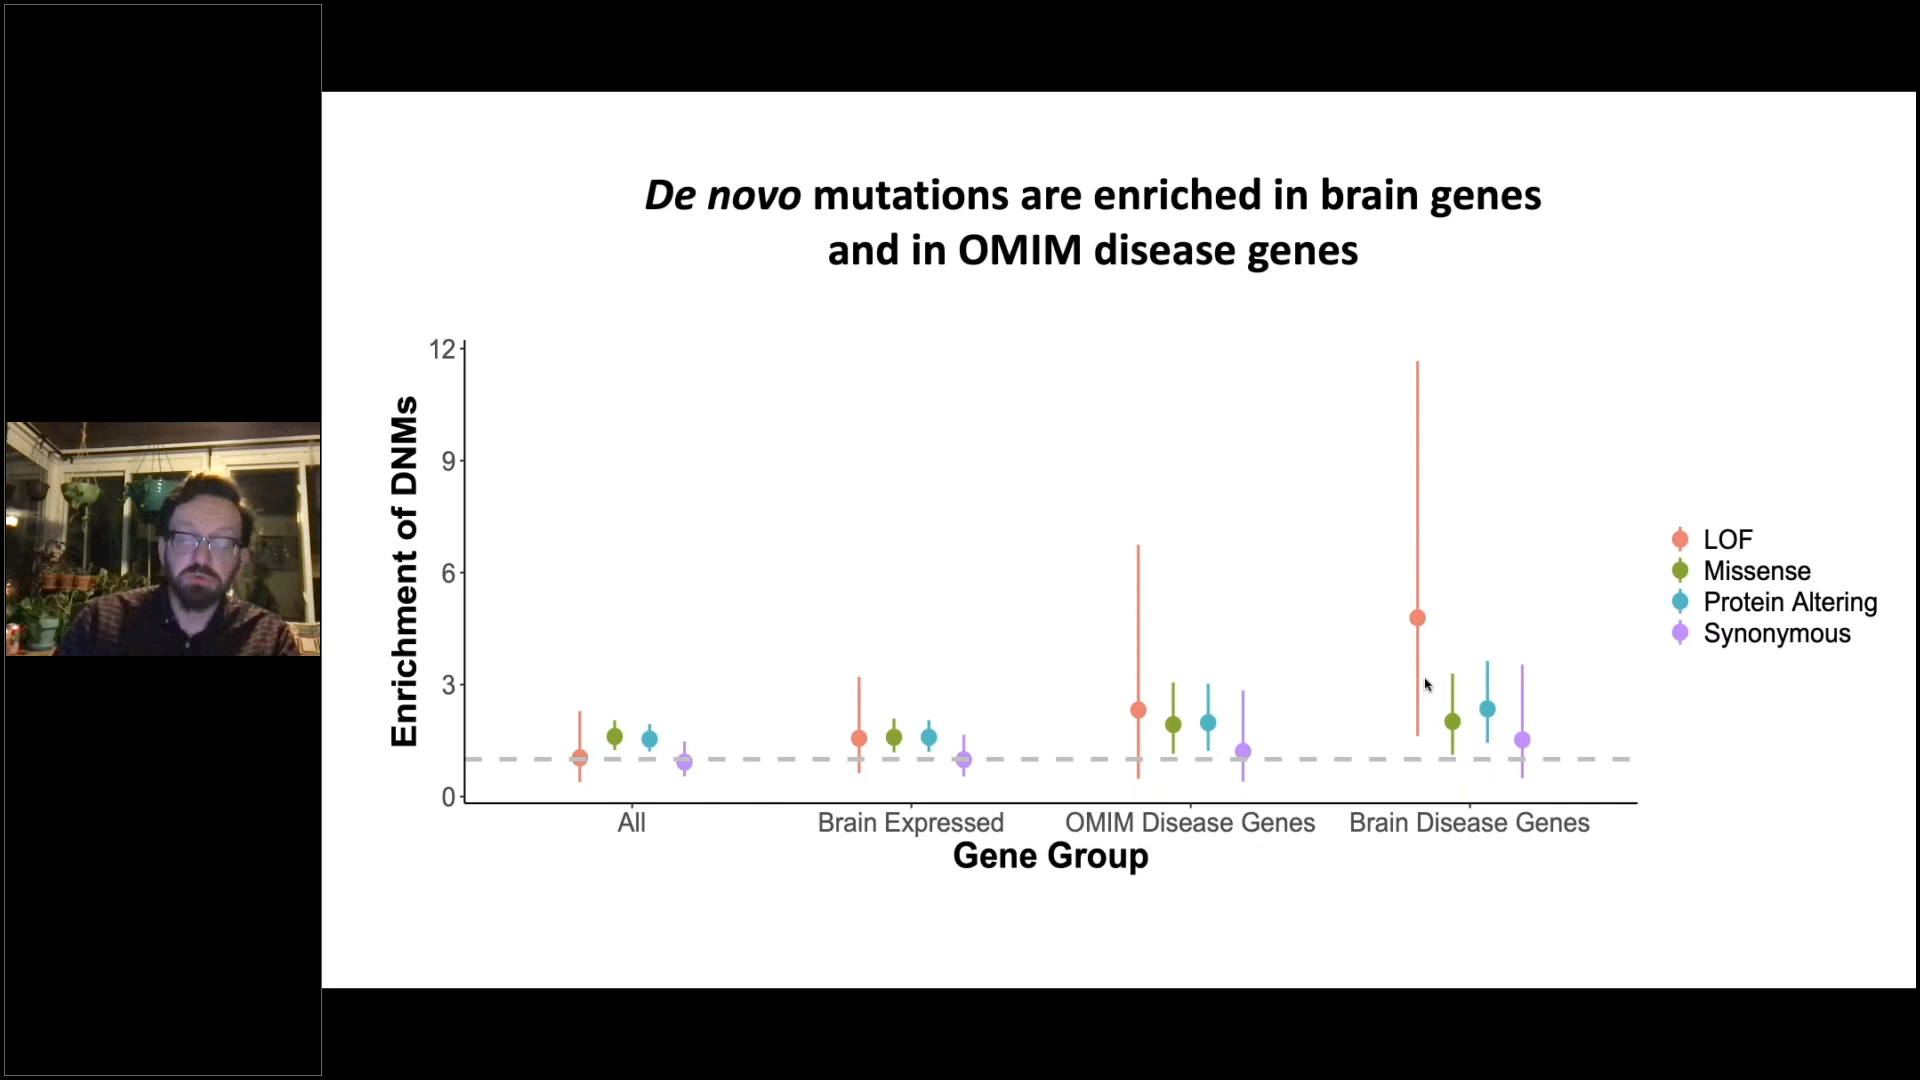 De novo mutations are enriched in brain genes
and in OMIM disease genes
Enrichment of DNMs
12
9
6
3
0
All
Brain Expressed
OMIM Disease Genes
Brain Disease Genes
Gene Group
LOF
Missense
Protein Altering
Synonymous